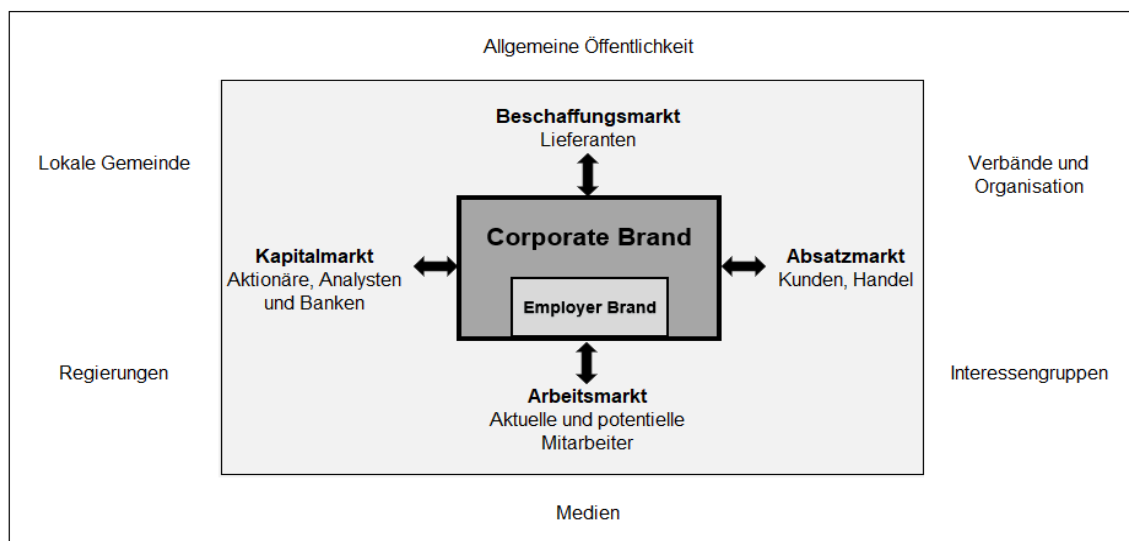 Allgemeine Öffentlichkeit
Beschaffungsmarkt
Lieferanten
Lokale Gemeinde
Verbände und
Organisation
Corporate Brand
Kapitalmarkt
Aktionäre, Analysten
und Banken
Absatzmarkt
Kunden, Handel
Employer Brand
Regierungen
Interessengruppen
Arbeitsmarkt
Aktuelle und potentielle
Mitarbeiter
Medien